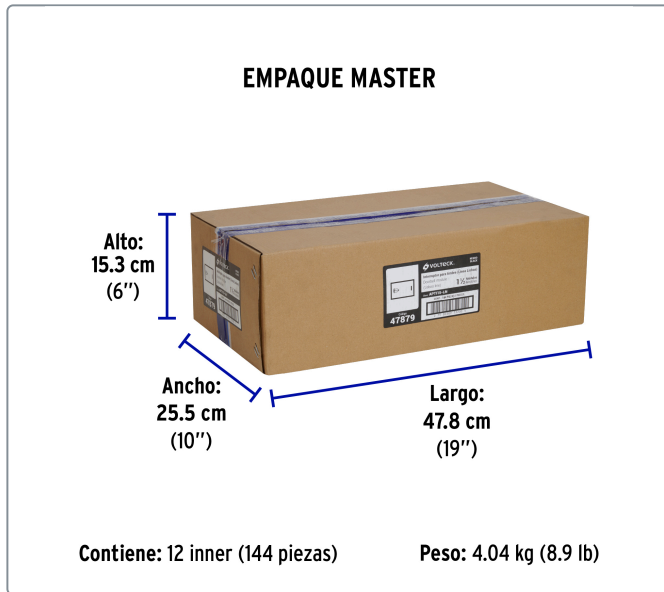 EMPAQUE MASTER
Alto:
15.3 cm
(6’’)
VOLTECK.
47879
Ancho:
25.5 cm
(10’’)
Largo:
47.8 cm
(19’’)
Contiene: 12 inner (144 piezas)
Peso: 4.04 kg (8.9 lb)